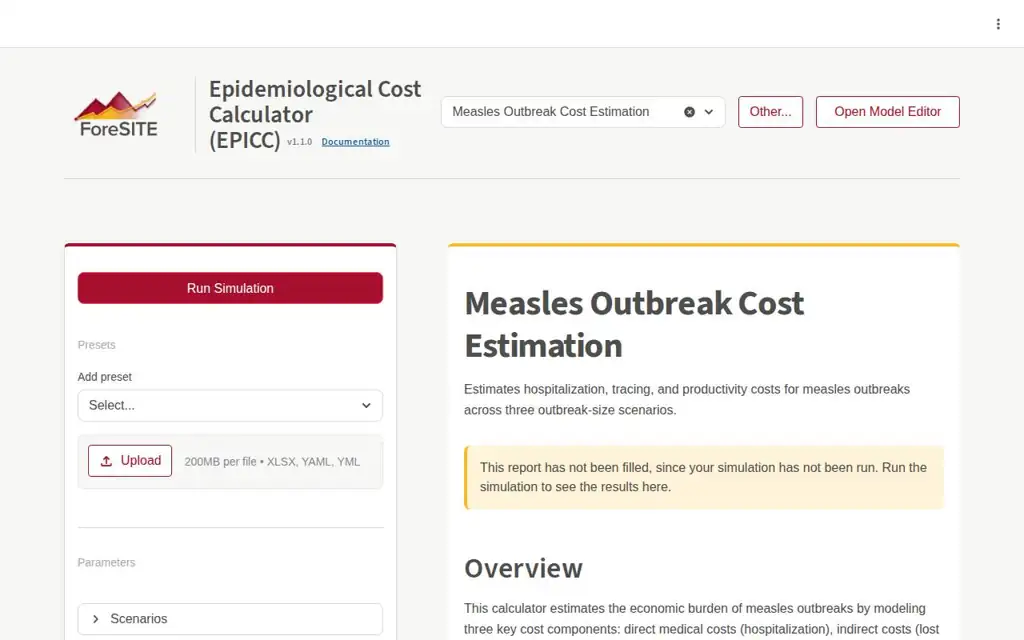 ForeSITE
Epidemiological Cost
Calculator
(EPICC) v1.1.0 Documentation
Measles Outbreak Cost Estimation
Other...
Open Model Editor
Run Simulation
Presets
Add preset
Select...
Upload 200MB per file • XLSX, YAML, YML
Parameters
Scenarios
Measles Outbreak Cost
Estimation
Estimates hospitalization, tracing, and productivity costs for measles outbreaks
across three outbreak-size scenarios.
This report has not been filled, since your simulation has not been run. Run the
simulation to see the results here.
Overview
This calculator estimates the economic burden of measles outbreaks by modeling
three key cost components: direct medical costs (hospitalization), indirect costs (lost